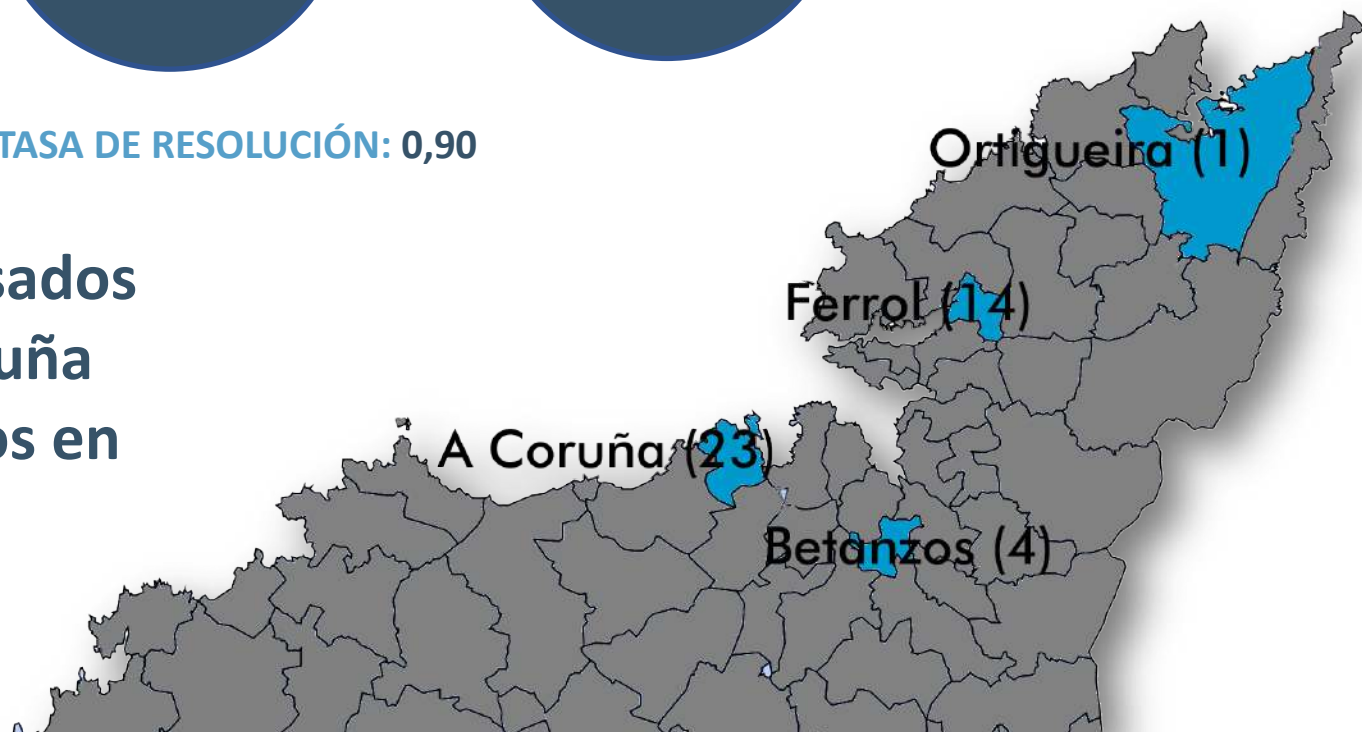 TASA DE RESOLUCIÓN: 0,90
Ortigueira (1)
Ferrol (14)
A Coruña (23)
Betanzos (4)
sados
uña
os en